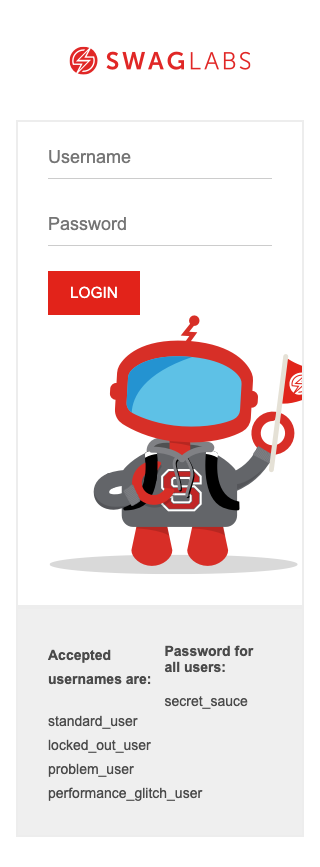 SWAGLABS
Username
Password
LOGIN
S
Accepted
usernames are:
standard_user
locked_out_user
problem_user
performance_glitch_user
Password for
all users:
secret_sauce